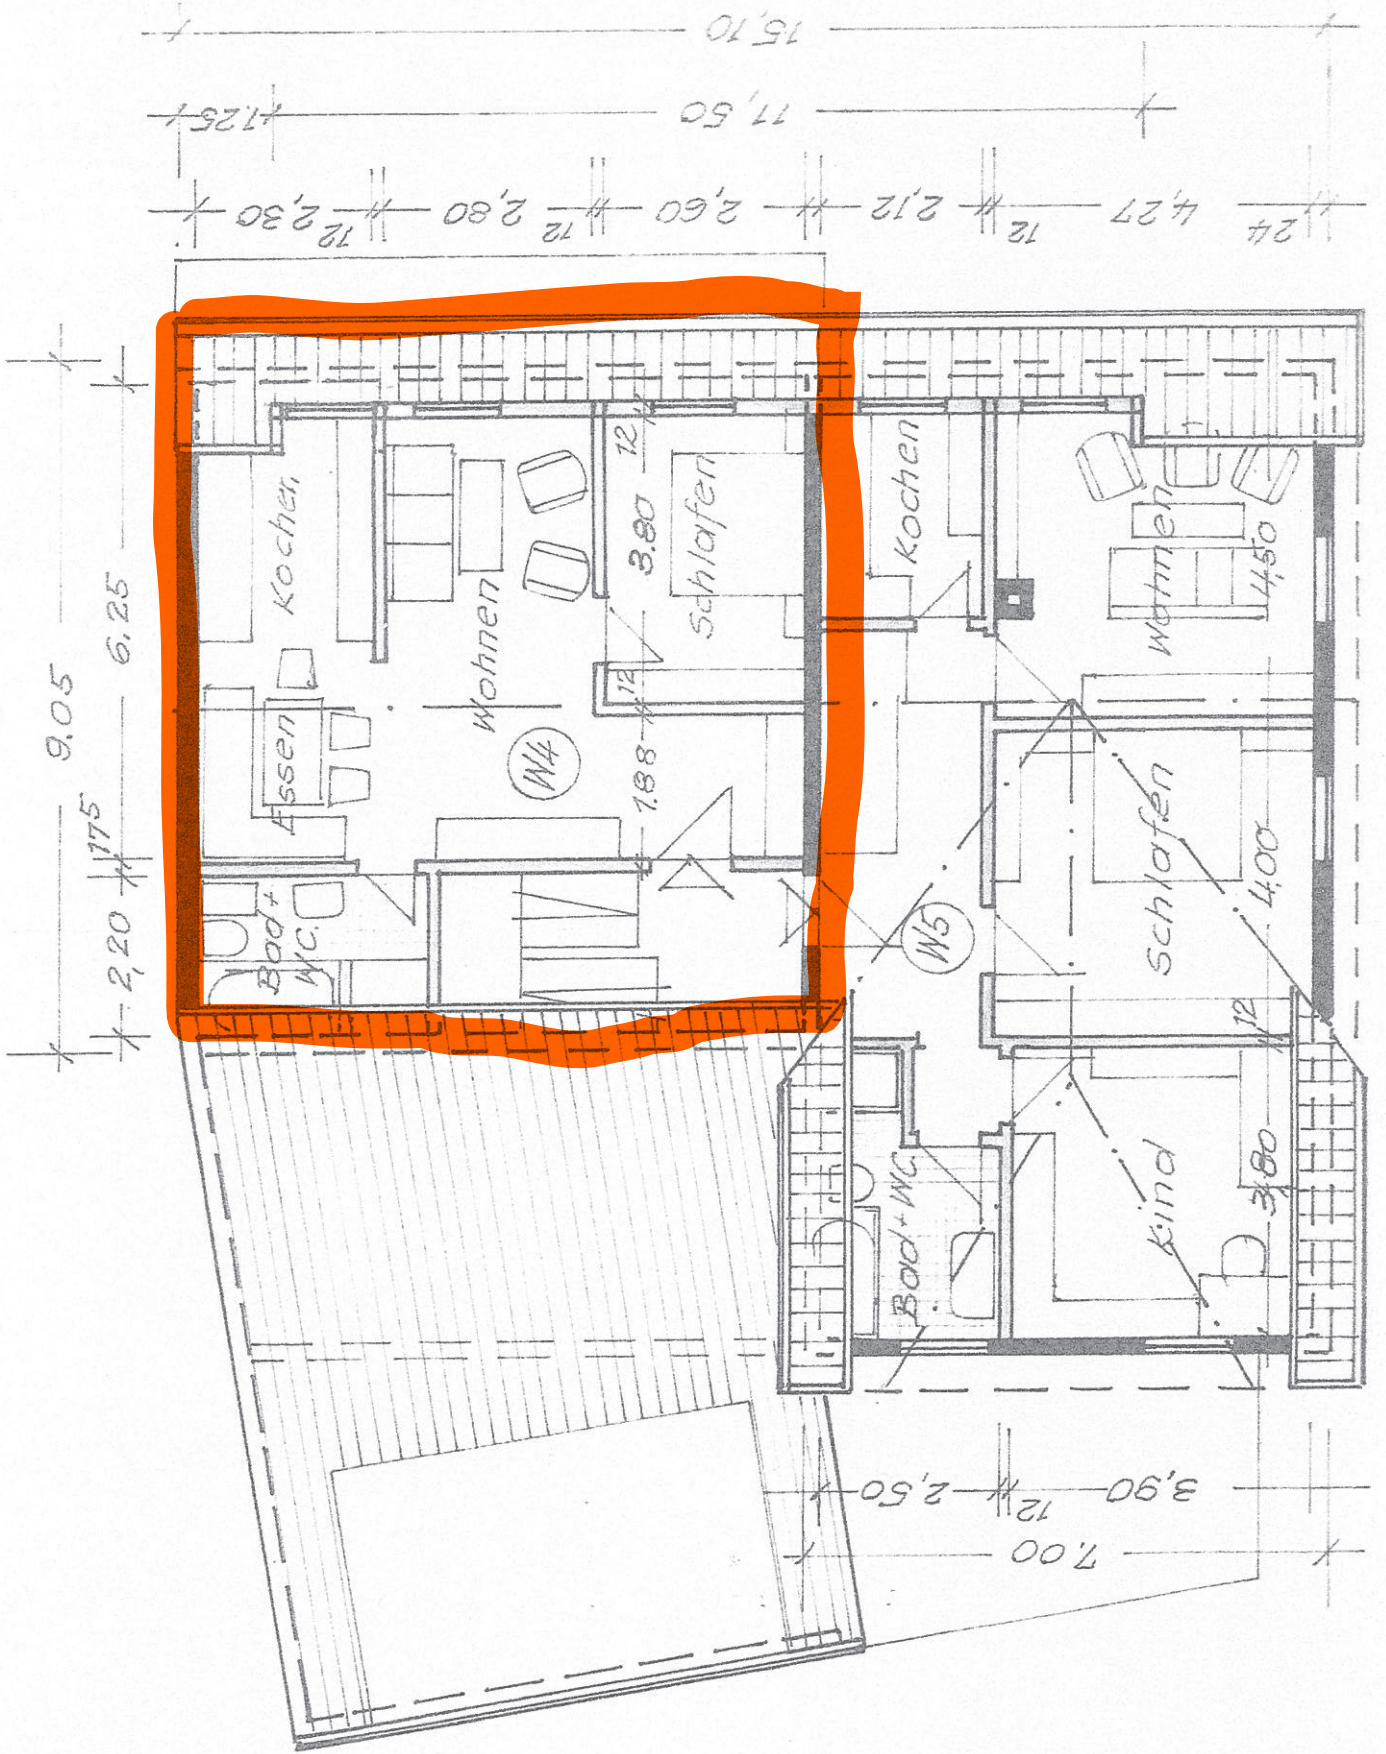 15,10
1.25
11,50
2,30
12
2,80
12
2,60
2,12
12
4,27
24
9.05
6.25
17⁵
2,20
Kochen
Essen
Wohnen
W4
12
3.80
12
1.88
Schlafen
Bad + W.C.
Kochen
Wohnen
4,50
Schlafen
4.00
W5
12
Bad + WC.
Kind
3,80
2,50
12
3,90
7.00